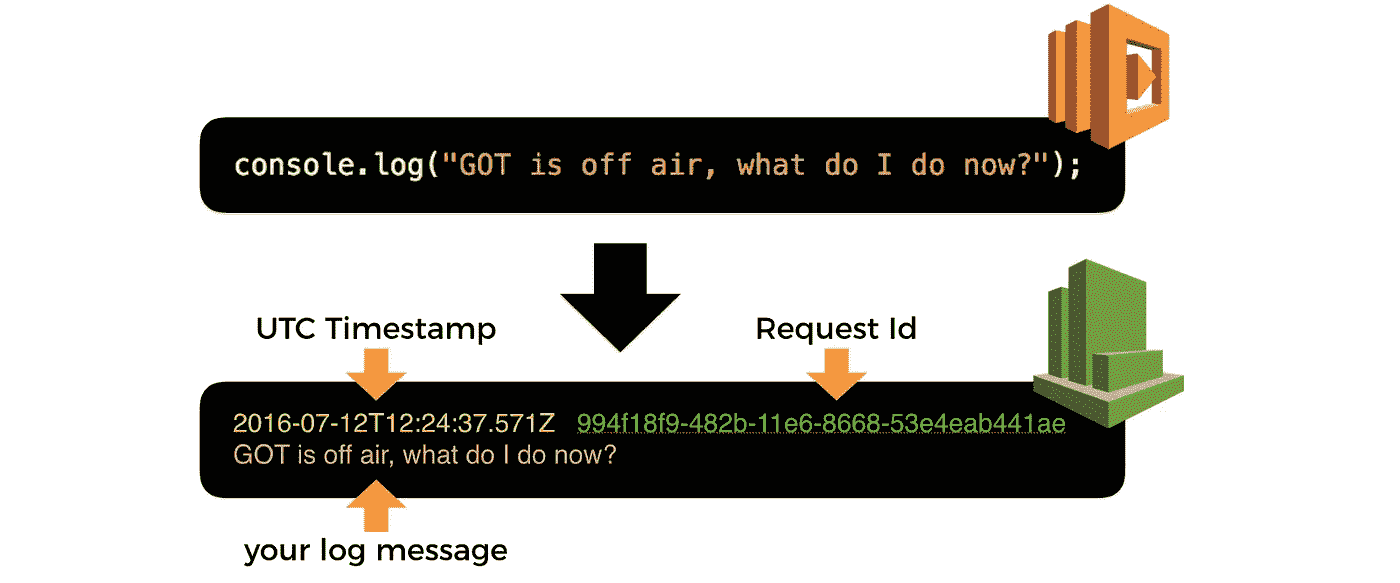 console.log("GOT is off air, what do I do now?");
UTC Timestamp
Request Id
2016-07-12T12:24:37.571Z 994f18f9-482b-11e6-8668-53e4eab441ae
GOT is off air, what do I do now?
your log message